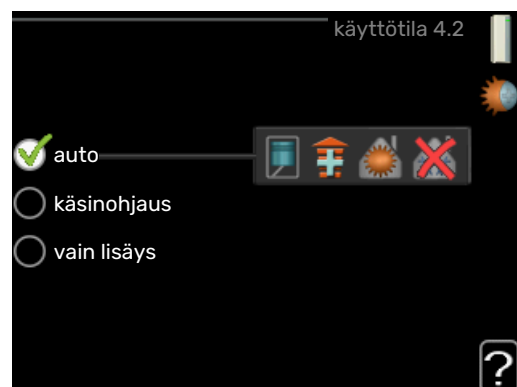 käyttötila 4.2
auto
käsinohjaus
vain lisäys
?